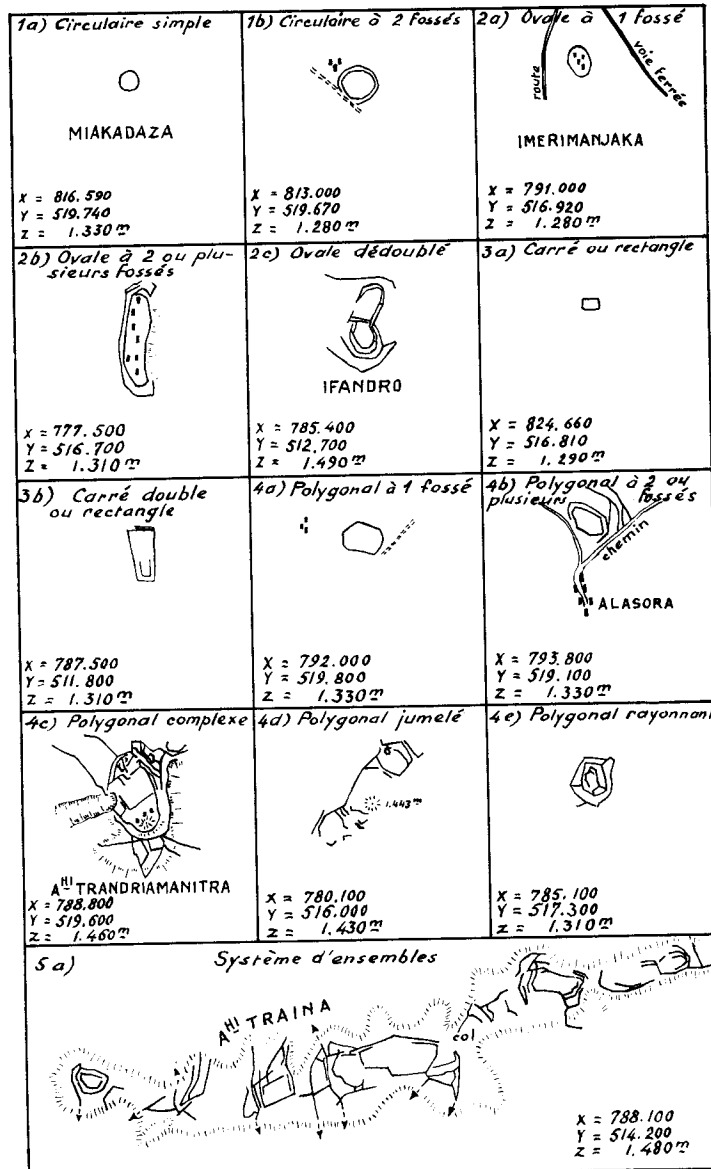 1a) Circulaire simple
MIAKADAZA
X = 816.590
Y = 519.740
Z = 1.330 m
1b) Circulaire à 2 Fossés
X = 813.000
Y = 519.670
Z = 1.280 m
2a) Ovale à 1 fossé
route
voie ferrée
IMERIMANJAKA
X = 791.000
Y = 516.920
Z = 1.280 m
2b) Ovale à 2 ou plu-
sieurs Fossés
X = 777.500
Y = 516.700
Z = 1.310 m
2c) Ovale dédoublé
IFANDRO
X = 785.400
Y = 512.700
Z = 1.490 m
3a) Carré ou rectangle
X = 824.660
Y = 516.810
Z = 1.290 m
3b) Carré double
ou rectangle
X = 787.500
Y = 511.800
Z = 1.310 m
4a) Polygonal à 1 fossé
X = 792.000
Y = 519.800
Z = 1.330 m
4b) Polygonal à 2 ou
plusieurs fossés
chemin
ALASORA
X = 793.800
Y = 519.100
Z = 1.330 m
4c) Polygonal complexe
A HI TRANDRIAMANITRA
X = 788.800
Y = 519.600
Z = 1.460 m
4d) Polygonal jumelé
1.443 m
X = 780.100
Y = 516.000
Z = 1.430 m
4e) Polygonal rayonnant
X = 785.100
Y = 517.300
Z = 1.310 m
5a) Système d'ensembles
A HI TRAINA
col
X = 788.100
Y = 514.200
Z = 1.480 m